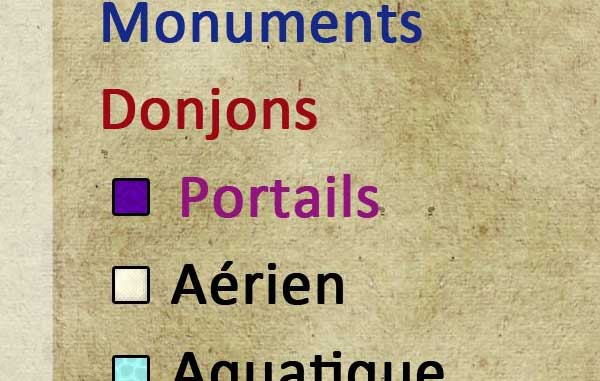 Monuments
Donjons
Portails
Aérien
Aquatique